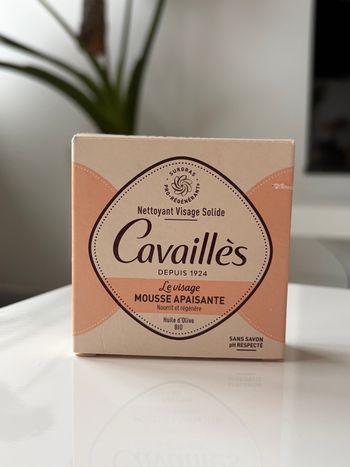 SURGRAS
PRO-RÉGÉNÉRANT
Nettoyant Visage Solide
Cavaillès
DEPUIS 1924
Le visage
MOUSSE APAISANTE
Nourrit et régénère
Huile d'Olive
BIO
SANS SAVON
pH RESPECTÉ